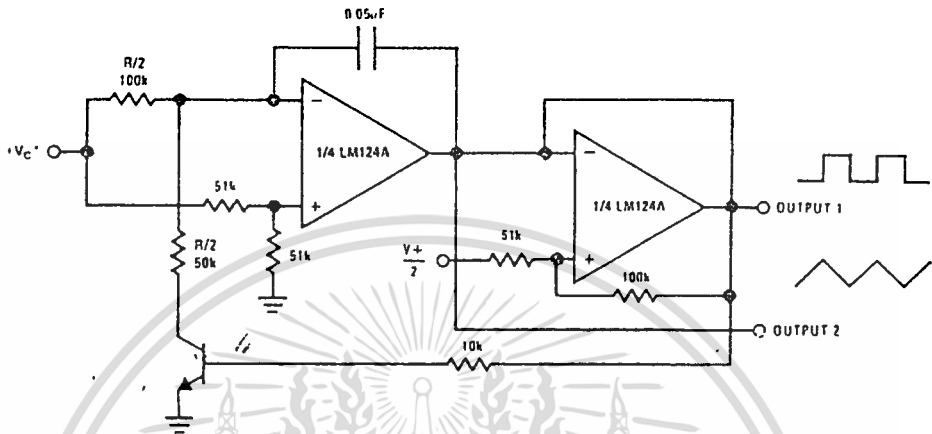 0.05μF
R/2
100k
+VC*
1/4 LM124A
51k
R/2
50k
51k
V+
2
51k
1/4 LM124A
100k
OUTPUT 1
OUTPUT 2
10k